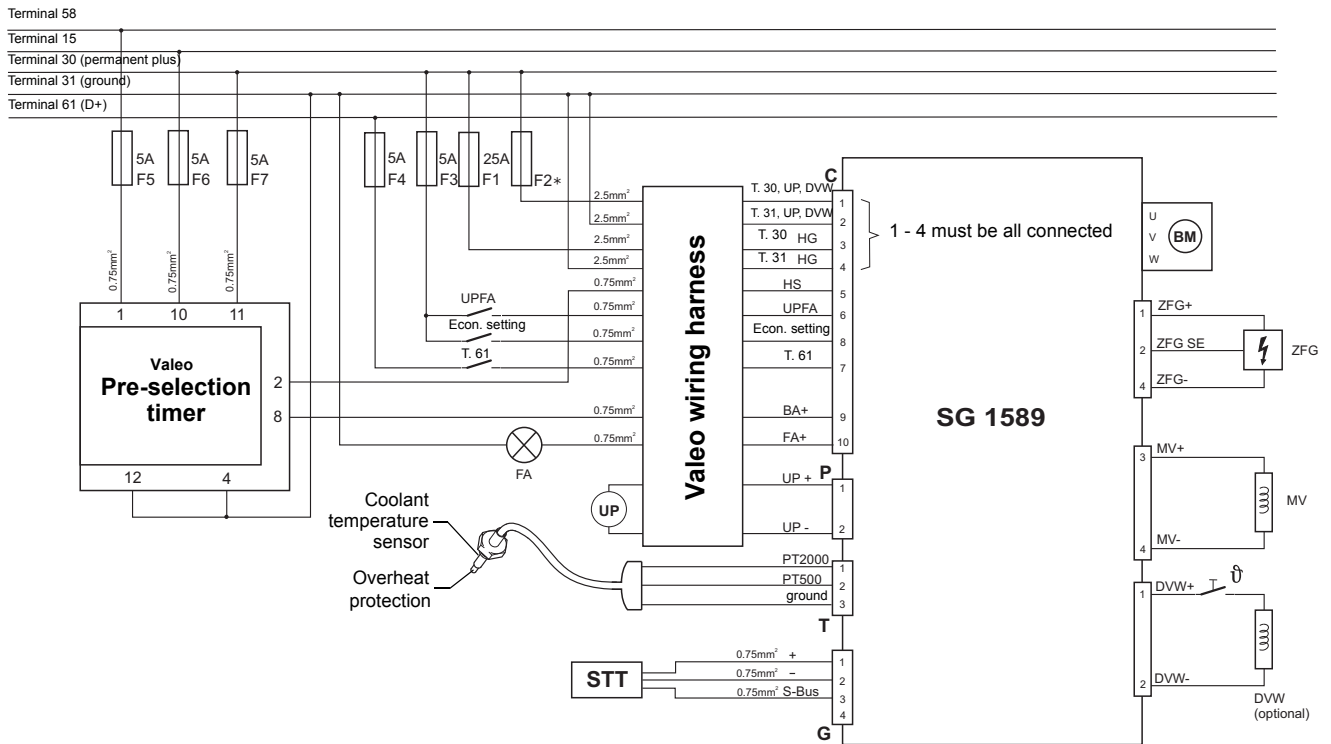 Terminal 58
Terminal 15
Terminal 30 (permanent plus)
Terminal 31 (ground)
Terminal 61 (D+)
5A
F5
5A
F6
5A
F7
5A
F4
5A
F3
25A
F1
F2*
0.75mm²
0.75mm²
0.75mm²
1
10
11
Valeo
Pre-selection
timer
2
8
12
4
2.5mm²
2.5mm²
2.5mm²
2.5mm²
0.75mm²
0.75mm²
0.75mm²
0.75mm²
0.75mm²
0.75mm²
UPFA
Econ. setting
T. 61
FA
UP
Valeo wiring harness
C
T. 30, UP, DVW
1
T. 31, UP, DVW
2
T. 30 HG
3
T. 31 HG
4
HS
5
UPFA
6
Econ. setting
8
T. 61
7
BA+
9
FA+
10
1 - 4 must be all connected
P
UP +
1
UP -
2
Coolant
temperature
sensor
Overheat
protection
PT2000
1
PT500
2
ground
3
T
STT
0.75mm² +
1
0.75mm² –
2
0.75mm² S-Bus
3
4
G
SG 1589
U
V
W
BM
1
ZFG+
2
ZFG SE
4
ZFG-
ZFG
3
MV+
4
MV-
MV
1
DVW+
ϑ
2
DVW-
DVW
(optional)